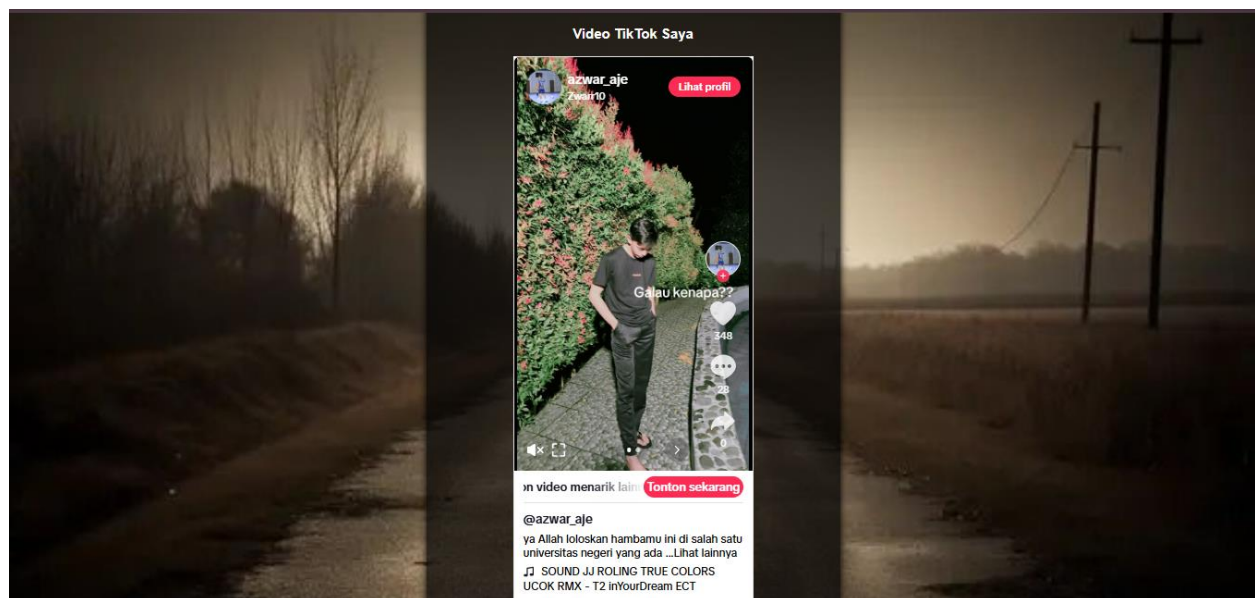 Video TikTok Saya
azwar_aje
Zwari10
Lihat profil
Galau kenapa??
348
28
0
on video menarik lain
Tonton sekarang
@azwar_aje
ya Allah loloskan hambamu ini di salah satu
universitas negeri yang ada ...Lihat lainnya
SOUND JJ ROLING TRUE COLORS
UCOK RMX - T2 inYourDream ECT